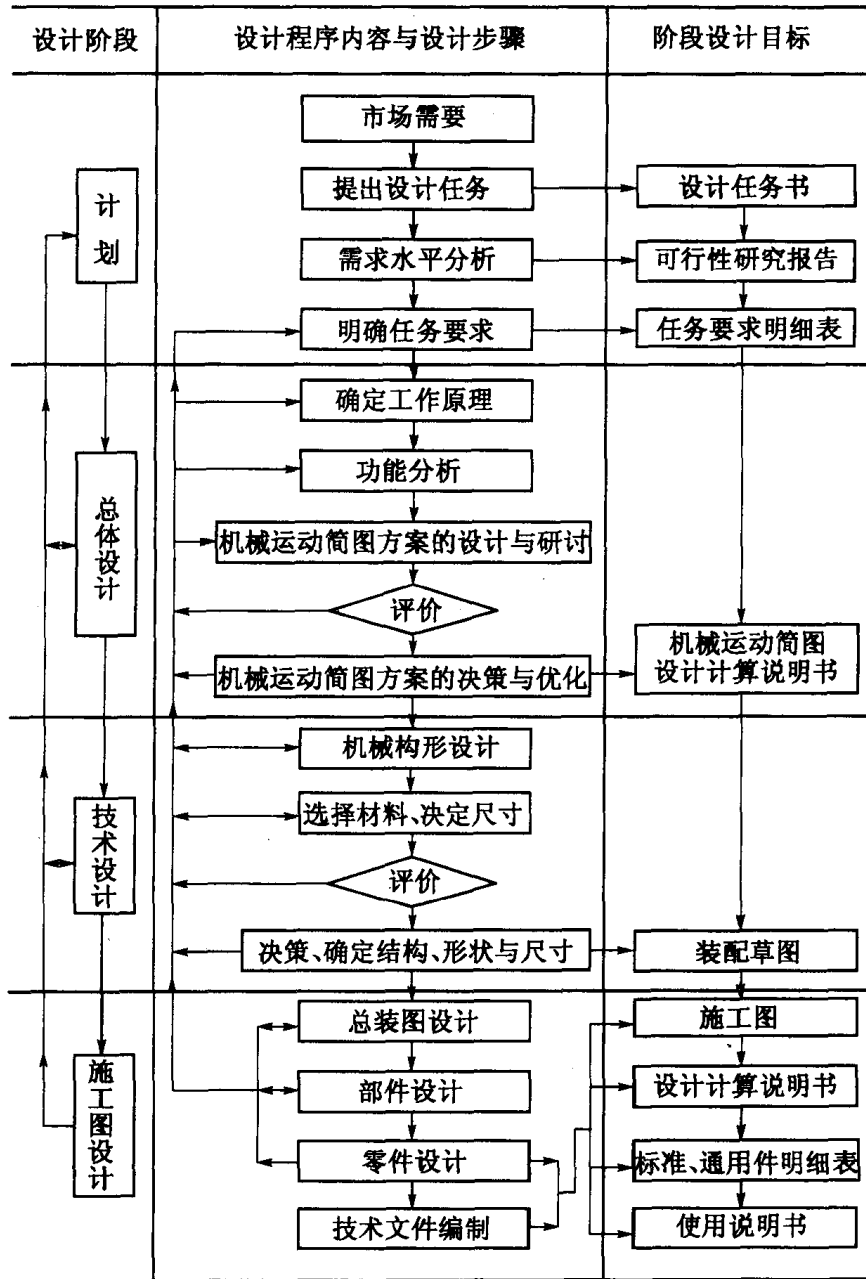 设计阶段
设计程序内容与设计步骤
阶段设计目标
市场需要
提出设计任务
设计任务书
计
划
需求水平分析
可行性研究报告
明确任务要求
任务要求明细表
确定工作原理
功能分析
总体设计
机械运动简图方案的设计与研讨
评价
机械运动简图
设计计算说明书
机械运动简图方案的决策与优化
机械构形设计
技术设计
选择材料、决定尺寸
评价
决策、确定结构、形状与尺寸
装配草图
总装图设计
施工图
施工图设计
部件设计
设计计算说明书
零件设计
标准、通用件明细表
技术文件编制
使用说明书